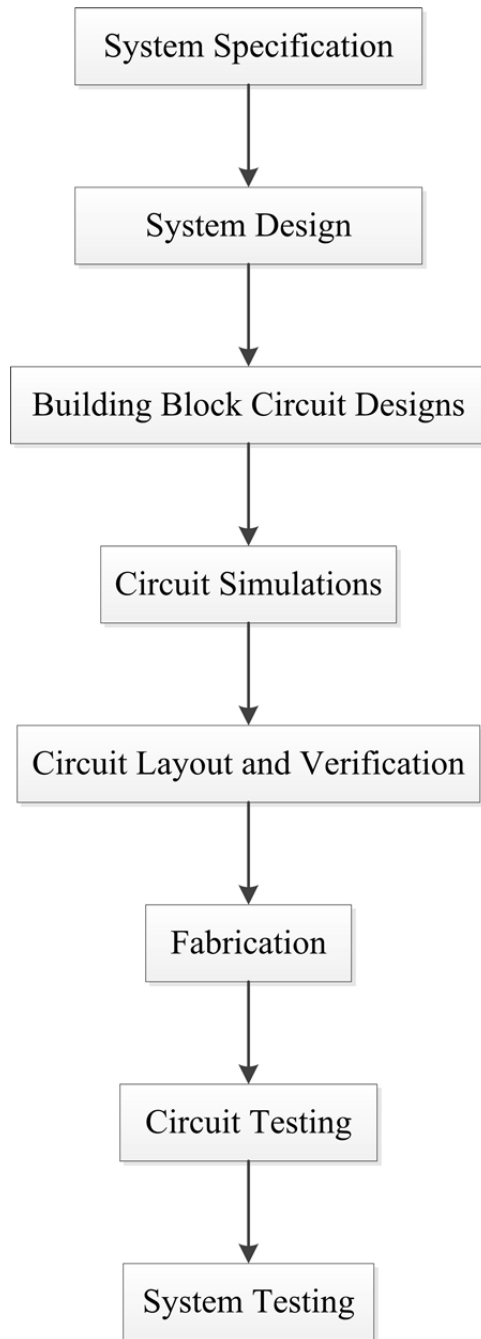 System Specification
System Design
Building Block Circuit Designs
Circuit Simulations
Circuit Layout and Verification
Fabrication
Circuit Testing
System Testing